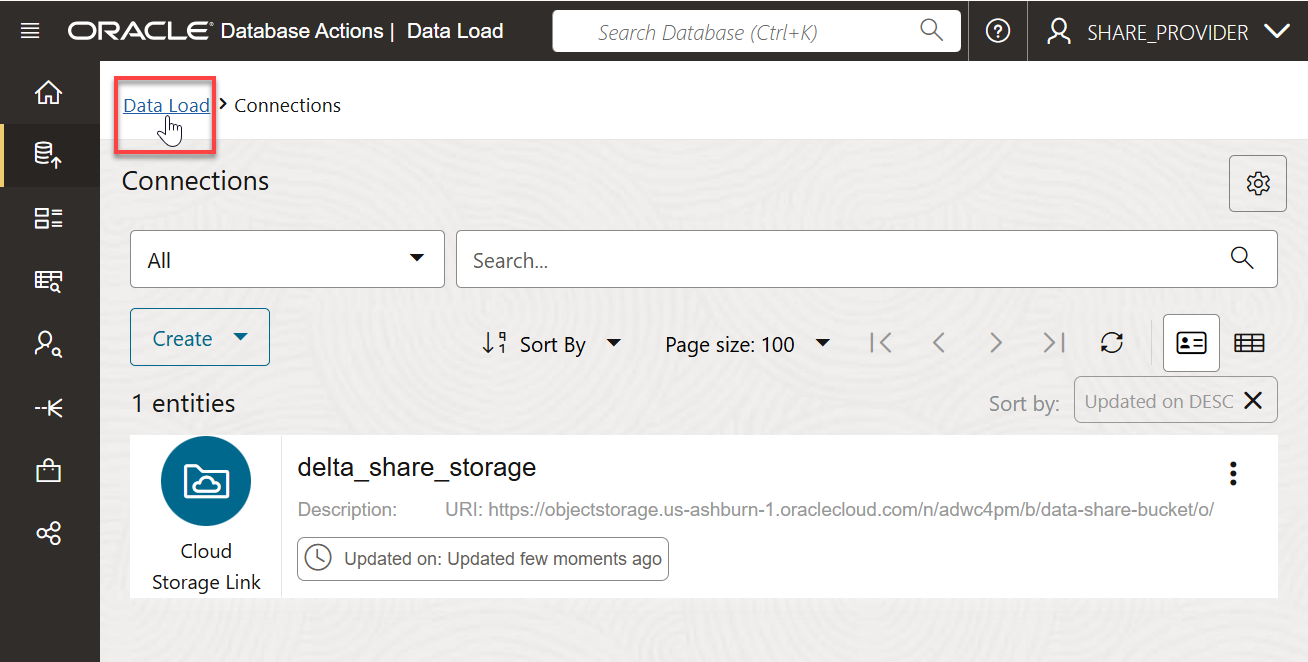 ORACLE Database Actions | Data Load
Search Database (Ctrl+K)
SHARE_PROVIDER
Data Load > Connections
Connections
All
Search...
Create
Sort By
Page size: 100
1 entities
Sort by: Updated on DESC
Cloud
Storage Link
delta_share_storage
Description: URI: https://objectstorage.us-ashburn-1.oraclecloud.com/n/adwc4pm/b/data-share-bucket/o/
Updated on: Updated few moments ago